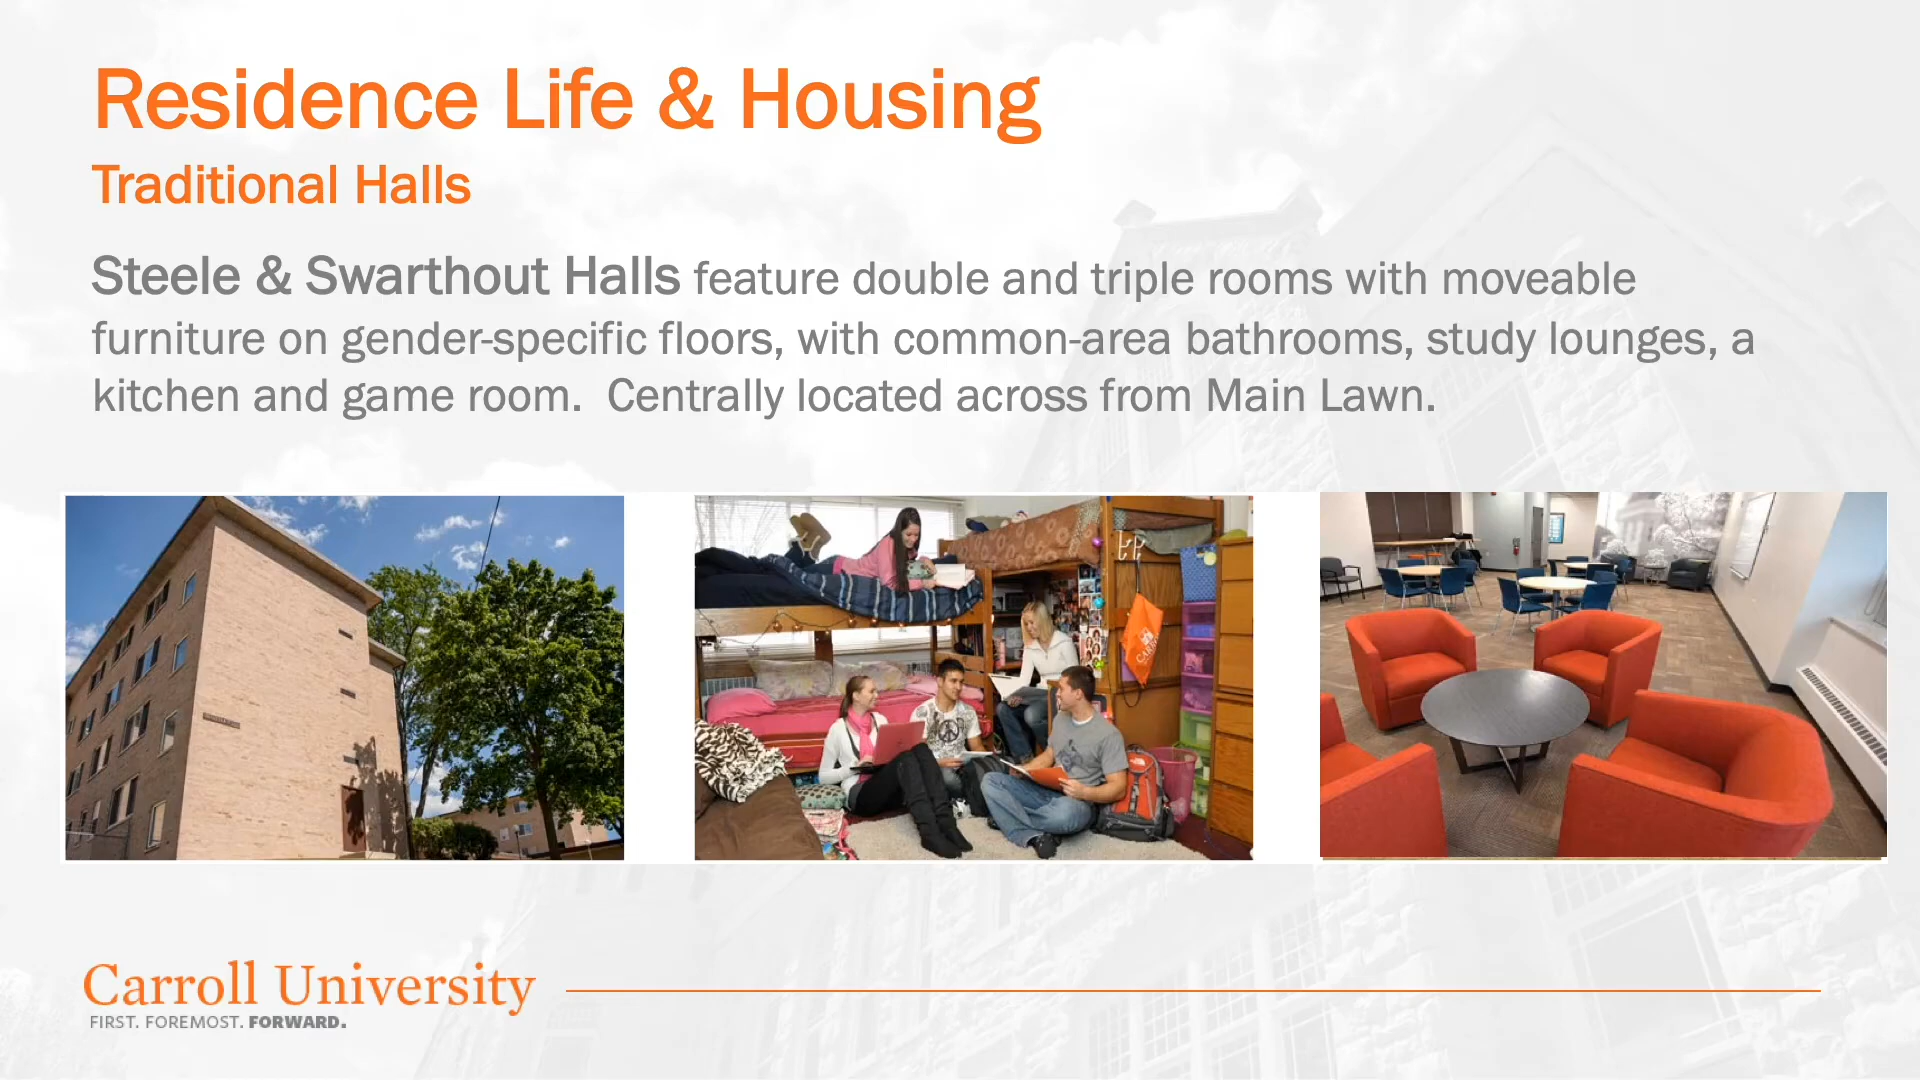 Residence Life & Housing
Traditional Halls
Steele & Swarthout Halls feature double and triple rooms with moveable
furniture on gender-specific floors, with common-area bathrooms, study lounges, a
kitchen and game room.  Centrally located across from Main Lawn.
Carroll University
FIRST. FOREMOST. FORWARD.